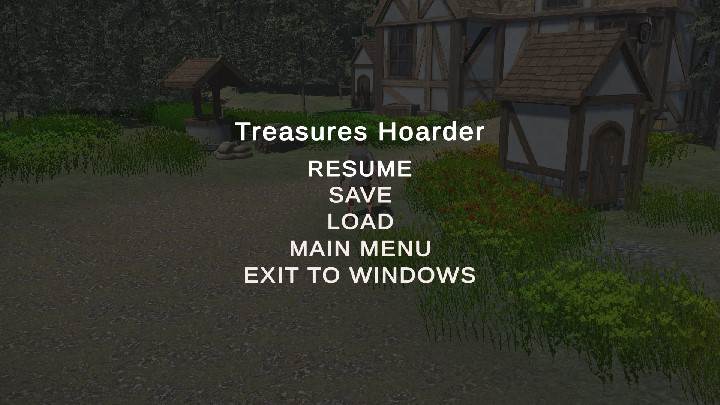 Treasures Hoarder
RESUME
SAVE
LOAD
MAIN MENU
EXIT TO WINDOWS